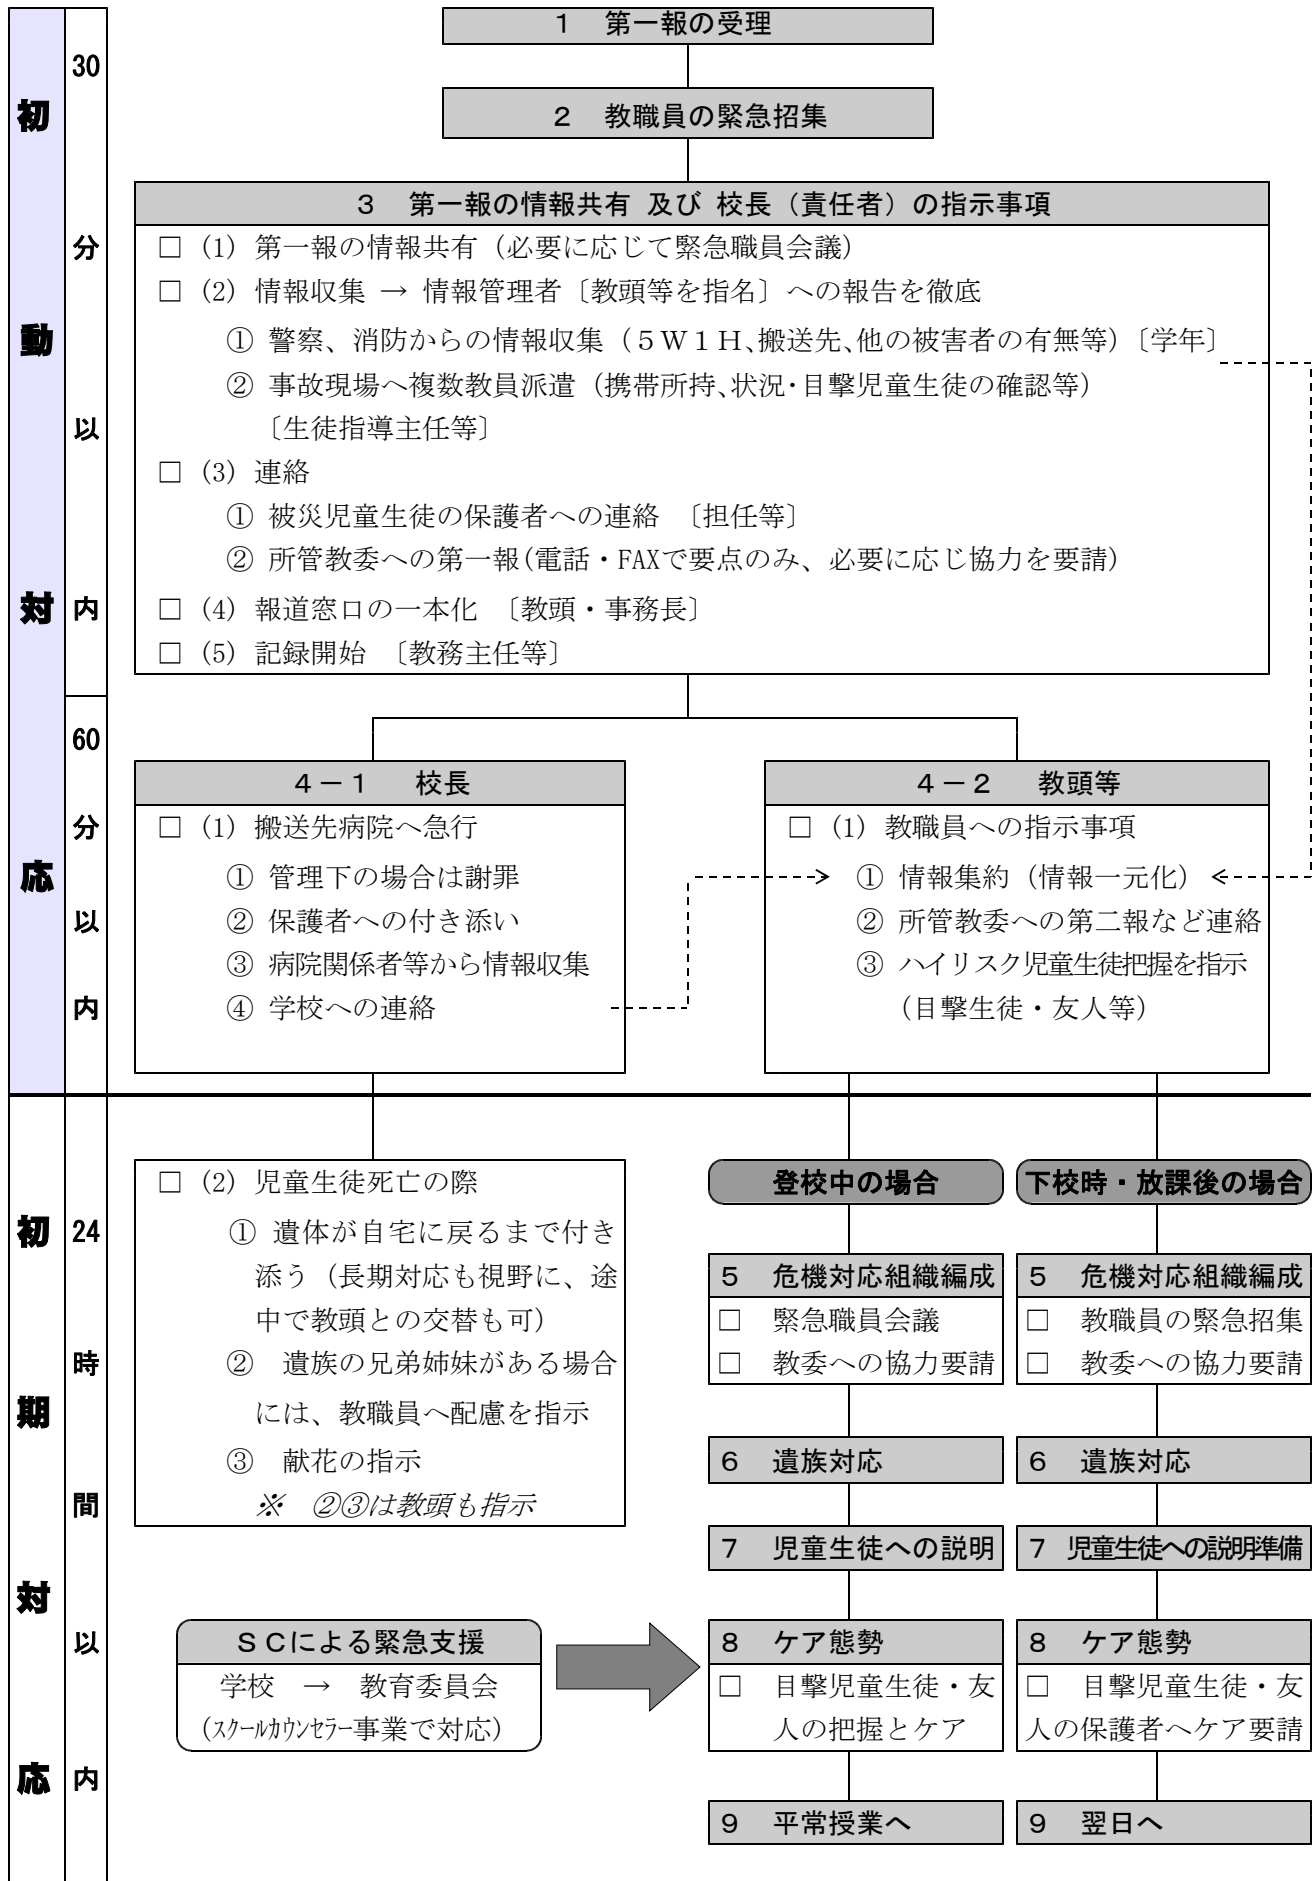 初動対応
30分以内
1 第一報の受理
2 教職員の緊急招集
3 第一報の情報共有 及び 校長（責任者）の指示事項
□ (1) 第一報の情報共有（必要に応じて緊急職員会議）
□ (2) 情報収集 → 情報管理者〔教頭等を指名〕への報告を徹底
① 警察、消防からの情報収集（５Ｗ１Ｈ、搬送先、他の被害者の有無等）〔学年〕
② 事故現場へ複数教員派遣（携帯所持、状況・目撃児童生徒の確認等）
〔生徒指導主任等〕
□ (3) 連絡
① 被災児童生徒の保護者への連絡 〔担任等〕
② 所管教委への第一報(電話・FAXで要点のみ、必要に応じ協力を要請)
□ (4) 報道窓口の一本化 〔教頭・事務長〕
□ (5) 記録開始 〔教務主任等〕
60分以内
４－１ 校長
□ (1) 搬送先病院へ急行
① 管理下の場合は謝罪
② 保護者への付き添い
③ 病院関係者等から情報収集
④ 学校への連絡
４－２ 教頭等
□ (1) 教職員への指示事項
① 情報集約（情報一元化）
② 所管教委への第二報など連絡
③ ハイリスク児童生徒把握を指示
（目撃生徒・友人等）
初期対応
24時間以内
□ (2) 児童生徒死亡の際
① 遺体が自宅に戻るまで付き
添う（長期対応も視野に、途
中で教頭との交替も可）
② 遺族の兄弟姉妹がある場合
には、教職員へ配慮を指示
③ 献花の指示
※ ②③は教頭も指示
ＳＣによる緊急支援
学校 → 教育委員会
(ｽｸｰﾙｶｳﾝｾﾗｰ事業で対応)
登校中の場合
5 危機対応組織編成
□ 緊急職員会議
□ 教委への協力要請
6 遺族対応
7 児童生徒への説明
8 ケア態勢
□ 目撃児童生徒・友
人の把握とケア
9 平常授業へ
下校時・放課後の場合
5 危機対応組織編成
□ 教職員の緊急招集
□ 教委への協力要請
6 遺族対応
7 児童生徒への説明準備
8 ケア態勢
□ 目撃児童生徒・友
人の保護者へケア要請
9 翌日へ